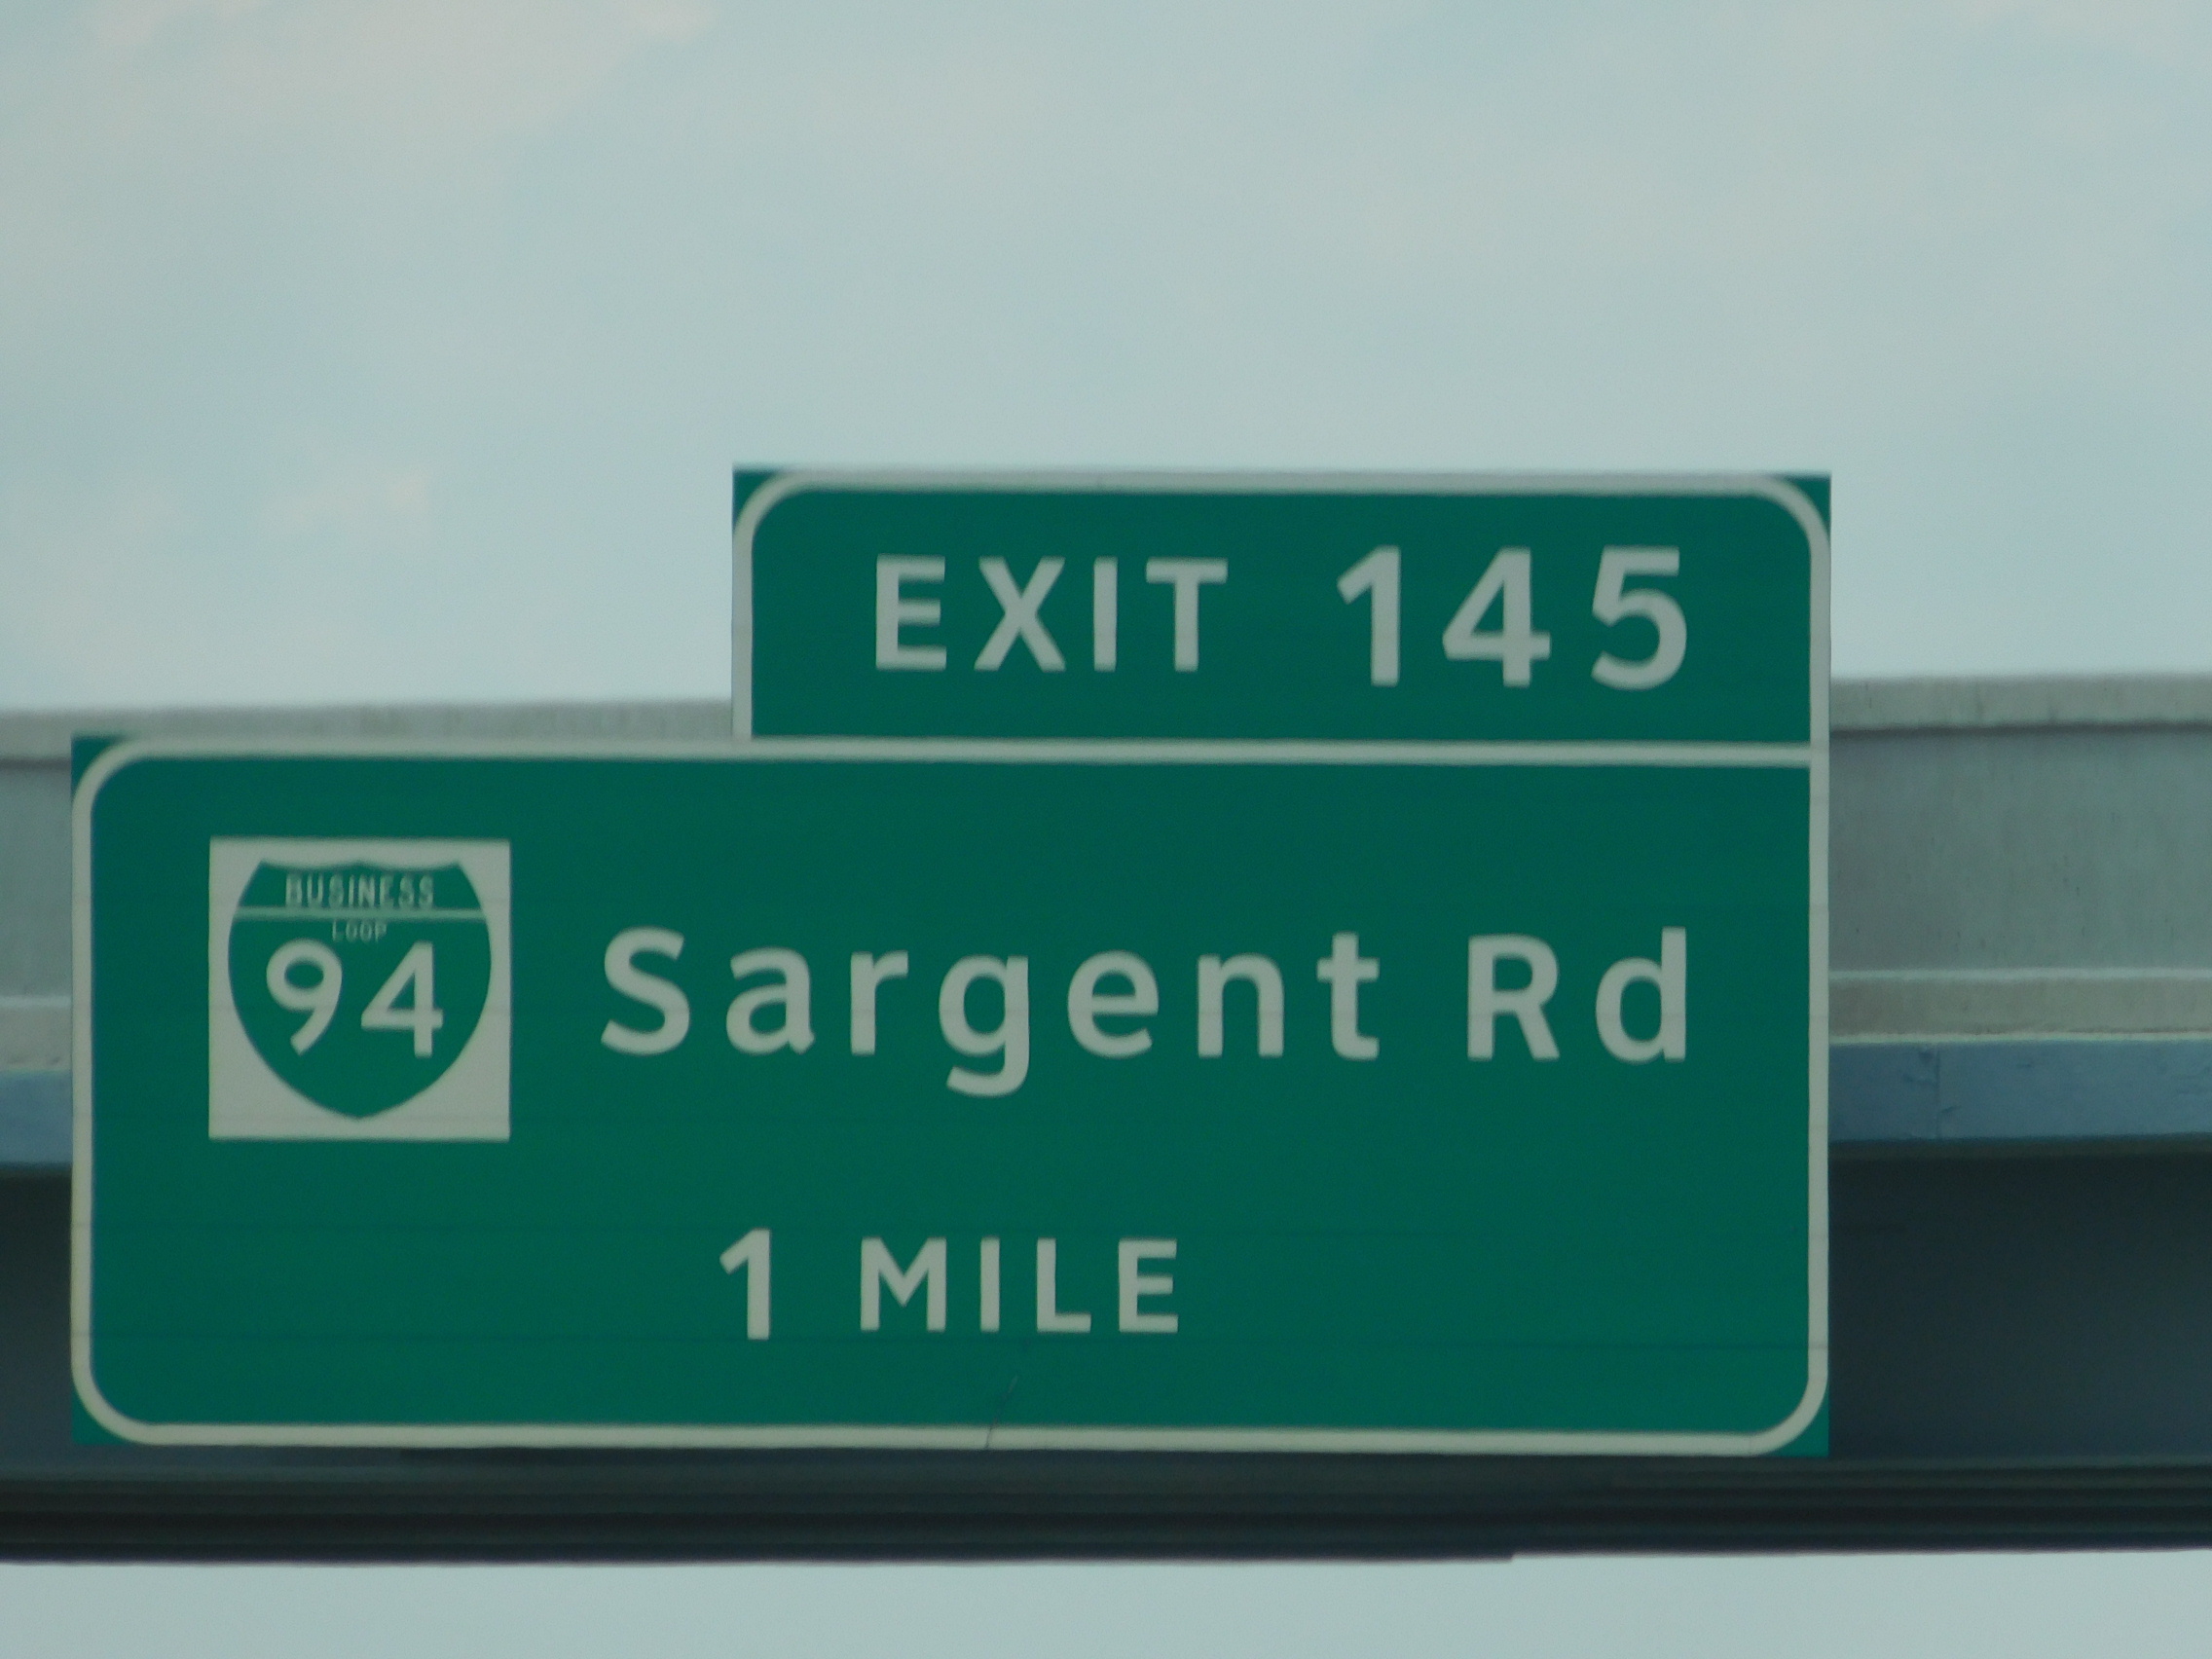 EXIT 145
BUSINESS
LOOP
94
Sargent Rd
1 MILE